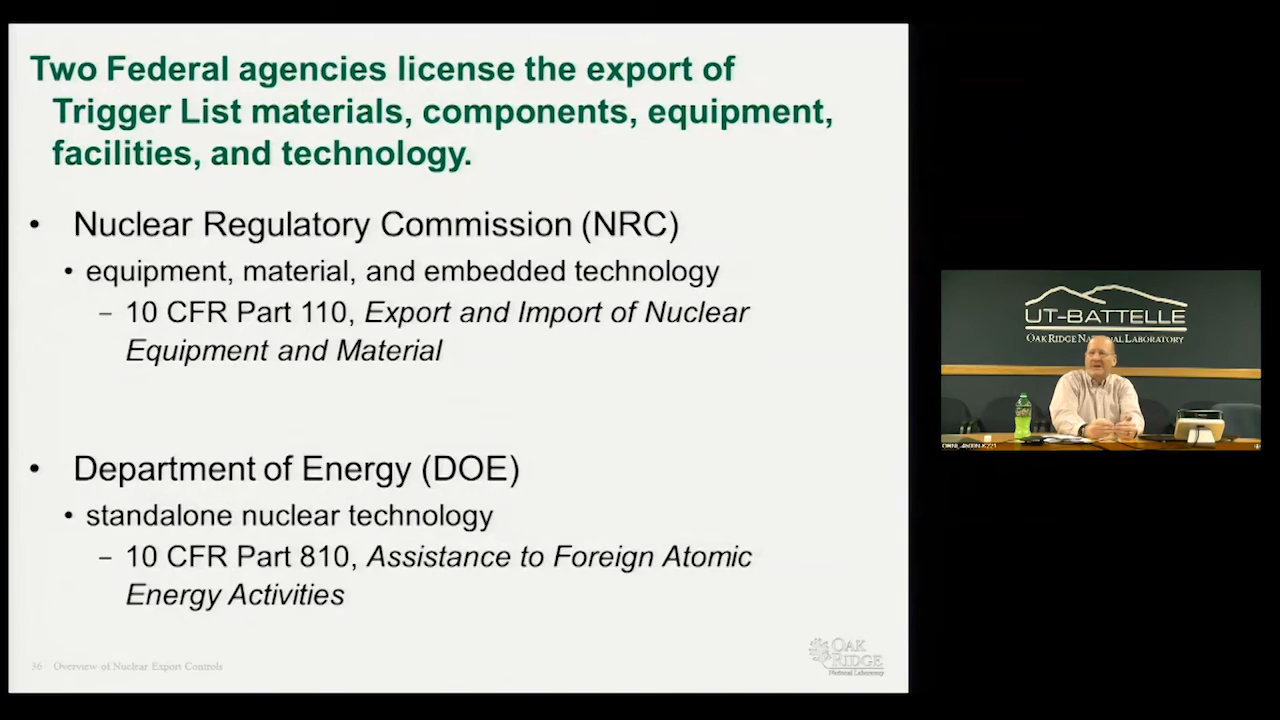 Two Federal agencies license the export of
Trigger List materials, components, equipment,
facilities, and technology.
• Nuclear Regulatory Commission (NRC)
• equipment, material, and embedded technology
– 10 CFR Part 110, Export and Import of Nuclear
Equipment and Material
• Department of Energy (DOE)
• standalone nuclear technology
– 10 CFR Part 810, Assistance to Foreign Atomic
Energy Activities
36 Overview of Nuclear Export Controls
OAK
RIDGE
National Laboratory
UT-BATTELLE
OAK RIDGE NATIONAL LABORATORY